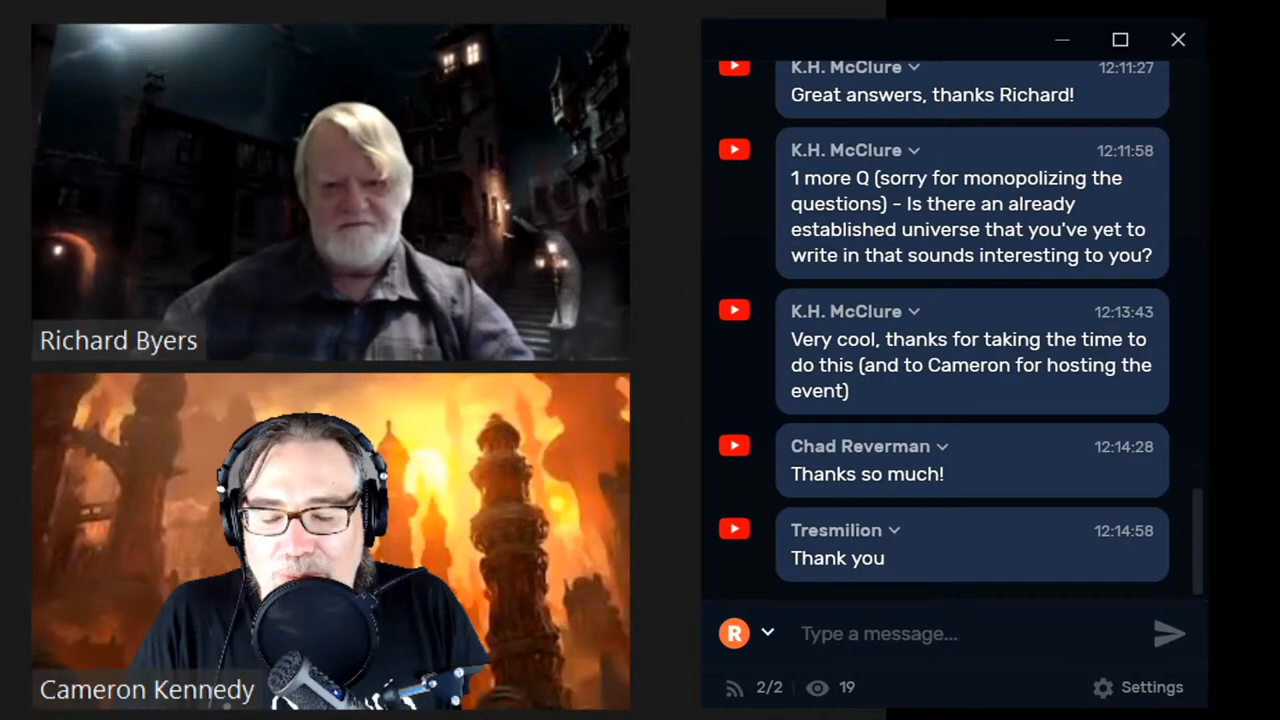 Richard Byers
Cameron Kennedy
K.H. McClure 12:11:27
Great answers, thanks Richard!
K.H. McClure 12:11:58
1 more Q (sorry for monopolizing the
questions) - Is there an already
established universe that you've yet to
write in that sounds interesting to you?
K.H. McClure 12:13:43
Very cool, thanks for taking the time to
do this (and to Cameron for hosting the
event)
Chad Reverman 12:14:28
Thanks so much!
Tresmilion 12:14:58
Thank you
R Type a message...
2/2 19 Settings